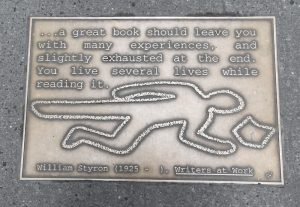 ...a great book should leave you
with many experiences, and
slightly exhausted at the end.
You live several lives while
reading it.
William Styron (1925 - ), Writers at Work